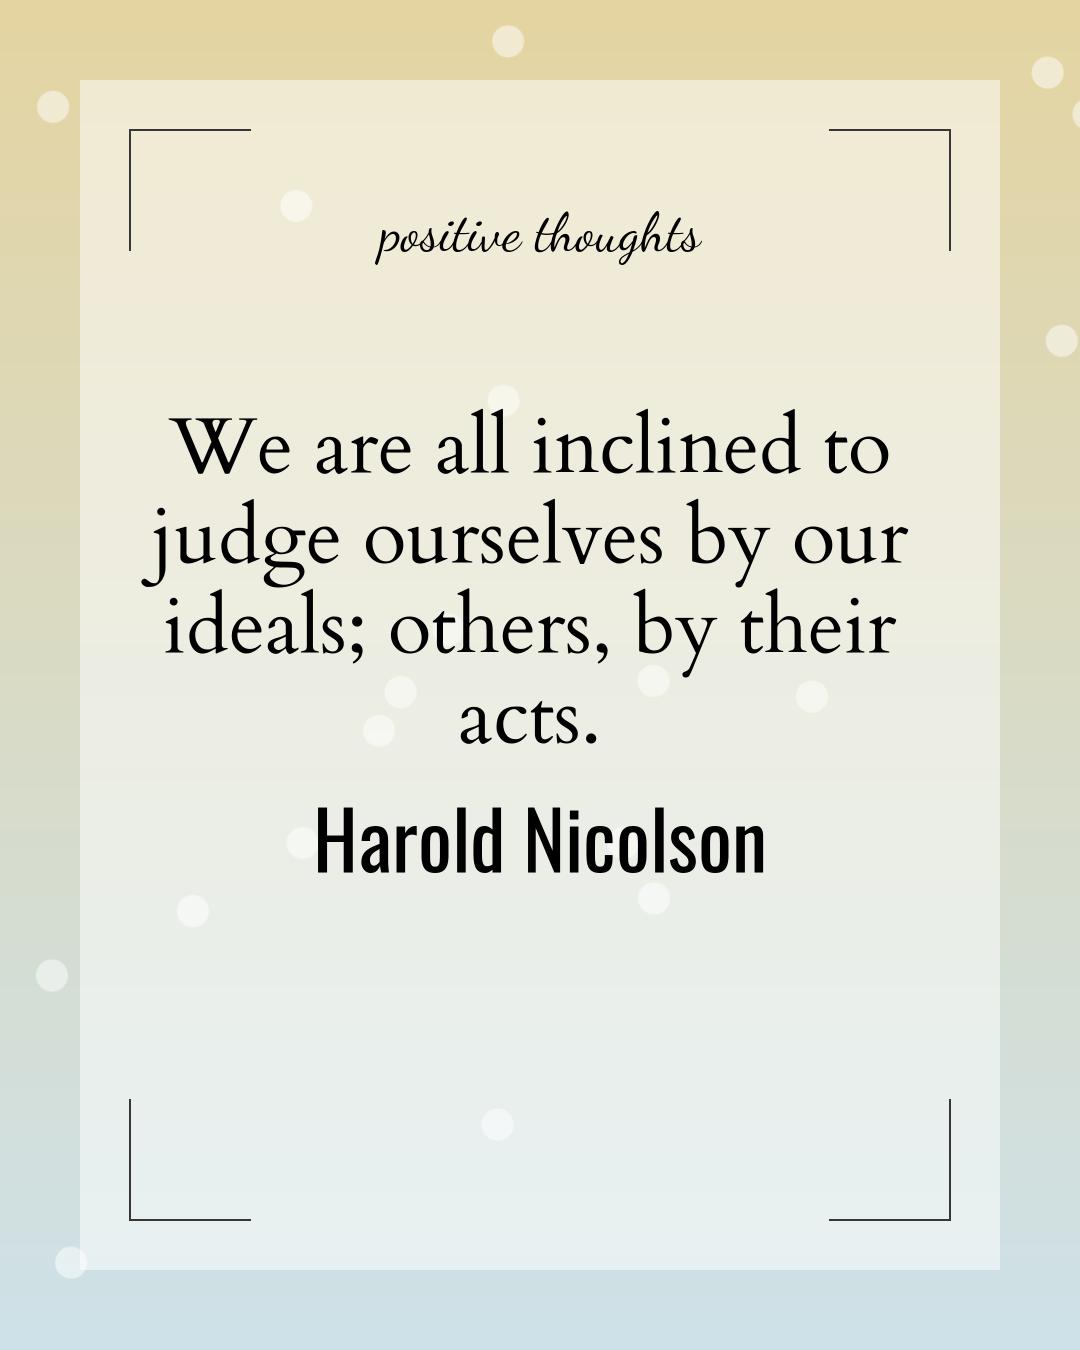 positive thoughts
We are all inclined to
judge ourselves by our
ideals; others, by their
acts.
Harold Nicolson